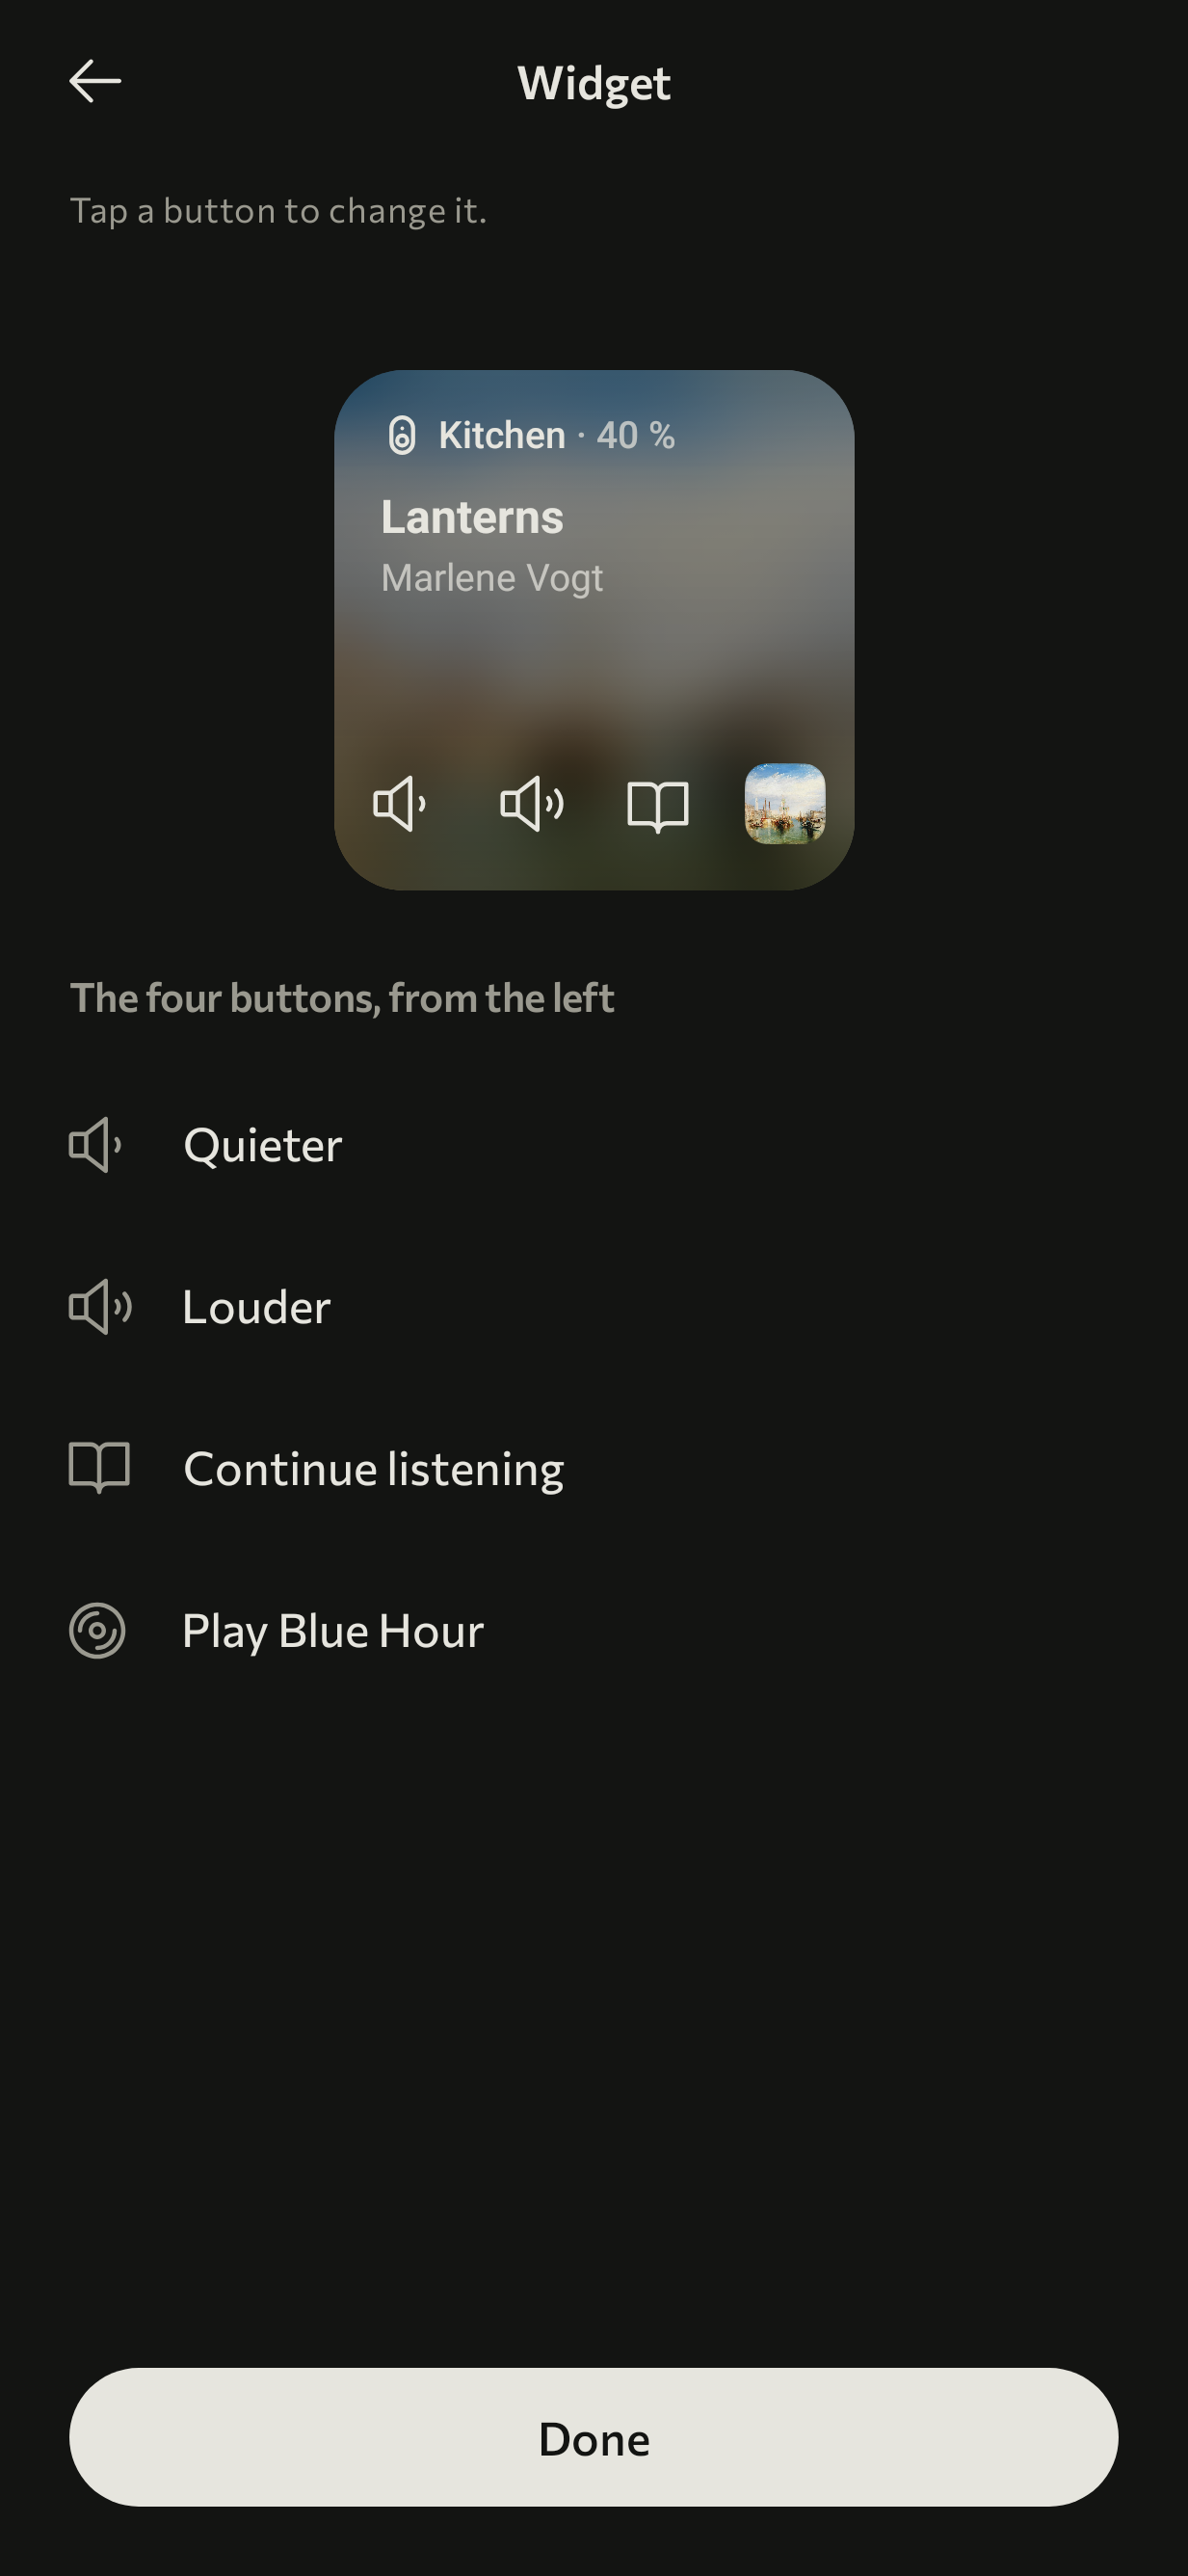 Widget
Tap a button to change it.
Kitchen · 40 %
Lanterns
Marlene Vogt
The four buttons, from the left
Quieter
Louder
Continue listening
Play Blue Hour
Done